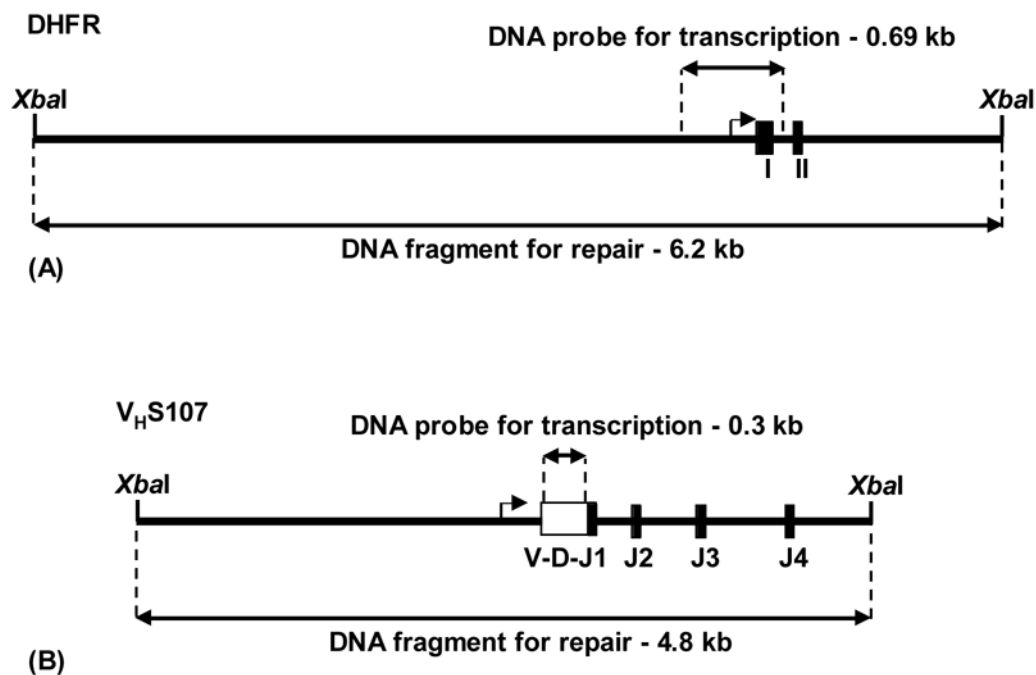 DHFR
DNA probe for transcription - 0.69 kb
XbaI
XbaI
I II
DNA fragment for repair - 6.2 kb
(A)
VHS107
DNA probe for transcription - 0.3 kb
XbaI
XbaI
V-D-J1 J2 J3 J4
DNA fragment for repair - 4.8 kb
(B)